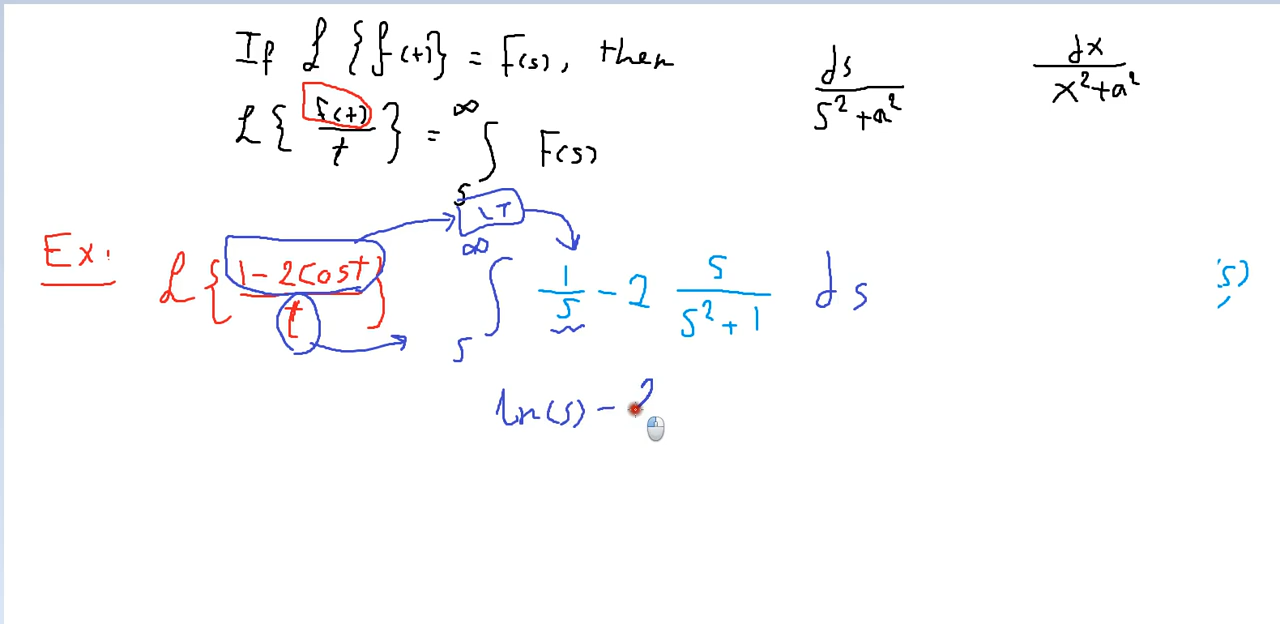 If ℒ{f(t)} = F(s), then
ds / s² + a²
dx / x² + a²
ℒ{ f(t) / t } = ∫ₛ^∞ F(s)
LT
Ex:
ℒ{ 1 - 2cost / t }
∫ₛ^∞ 1/s - 2 s / s² + 1 ds
s)
ln(s) - 2